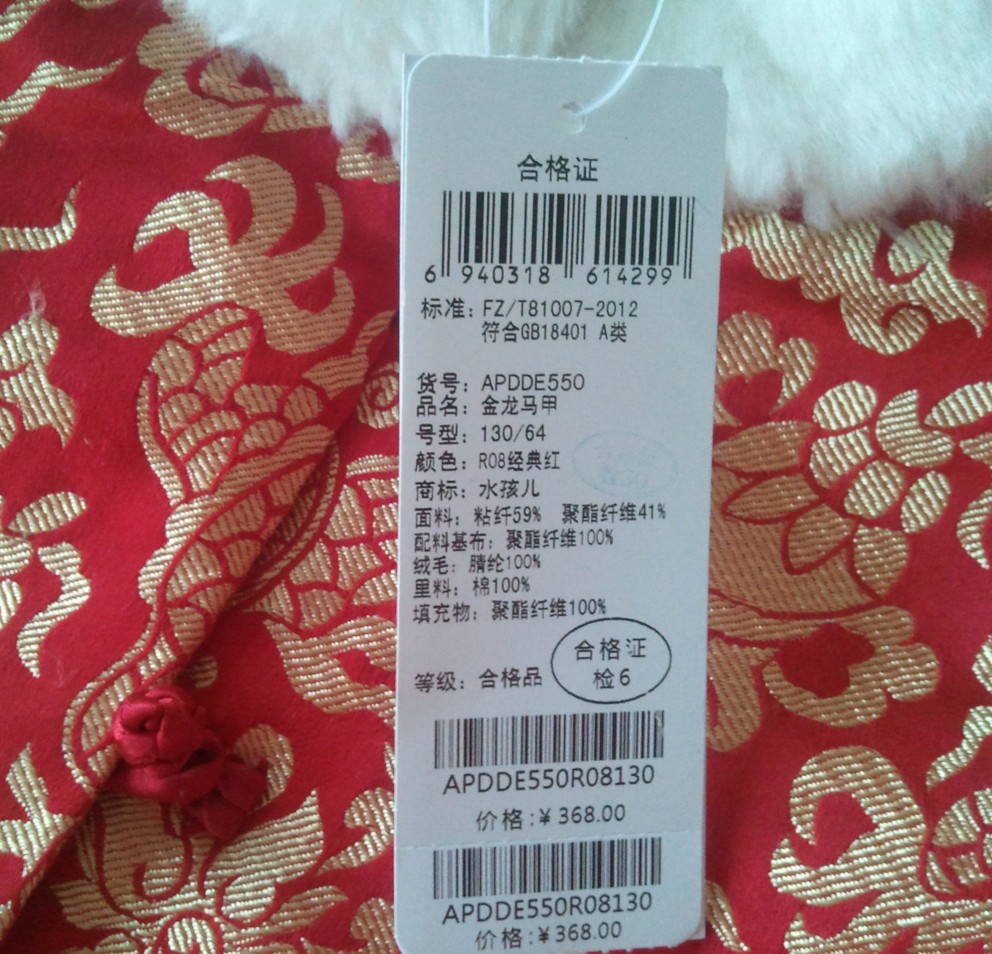 合格证
6 940318 614299
标准：FZ/T81007-2012
符合GB18401 A类
货号：APDDE550
品名：金龙马甲
号型：130/64
颜色：R08经典红
商标：水孩儿
面料：粘纤59% 聚酯纤维41%
配料基布：聚酯纤维100%
绒毛：腈纶100%
里料：棉100%
填充物：聚酯纤维100%
合格证
检6
等级：合格品
APDDE550R08130
价格:¥368.00
APDDE550R08130
价格:¥368.00